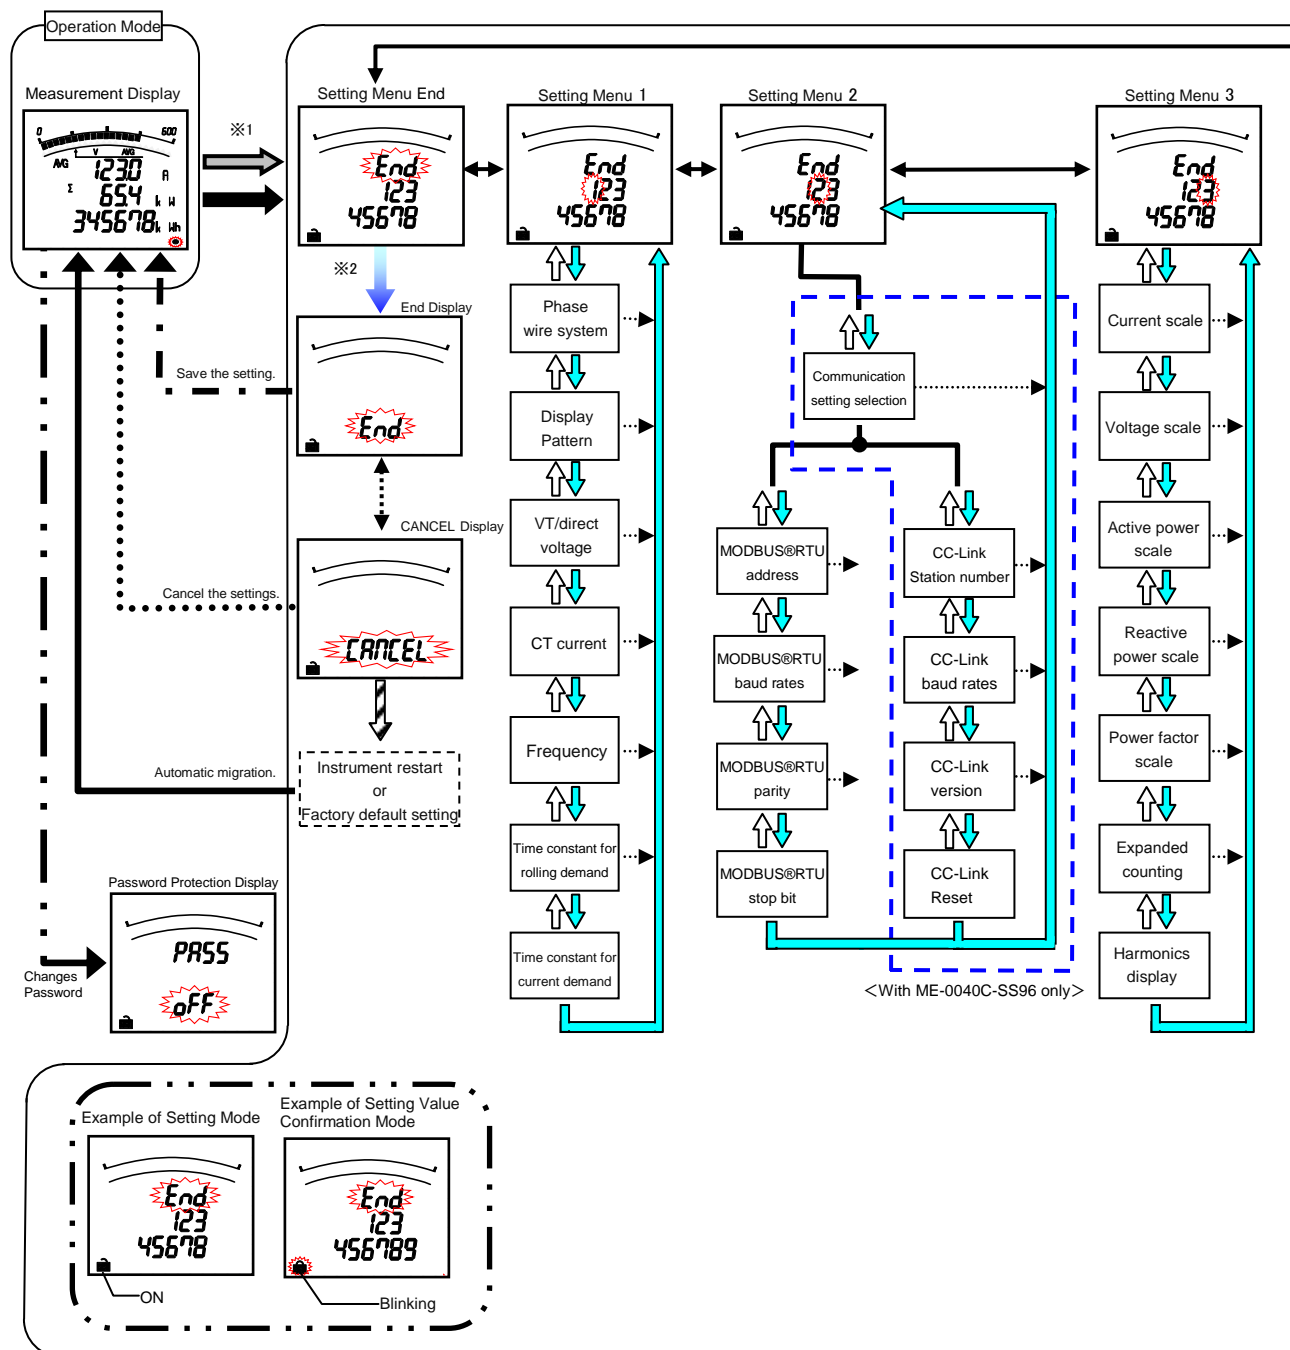 Operation Mode
Measurement Display
0
600
V
AVG
AVG
123.0 A
Σ
65.4 k W
345678 k Wh
※1
Setting Menu End
End
123
45678
Setting Menu 1
End
123
45678
Setting Menu 2
End
123
45678
Setting Menu 3
End
123
45678
※2
End Display
End
Save the setting.
CANCEL Display
CANCEL
Cancel the settings.
Instrument restart
or
Factory default setting
Automatic migration.
Password Protection Display
PASS
oFF
Changes
Password
Phase
wire system
Display
Pattern
VT/direct
voltage
CT current
Frequency
Time constant for
rolling demand
Time constant for
current demand
Communication
setting selection
MODBUS®RTU
address
MODBUS®RTU
baud rates
MODBUS®RTU
parity
MODBUS®RTU
stop bit
CC-Link
Station number
CC-Link
baud rates
CC-Link
version
CC-Link
Reset
<With ME-0040C-SS96 only>
Current scale
Voltage scale
Active power
scale
Reactive
power scale
Power factor
scale
Expanded
counting
Harmonics
display
Example of Setting Mode
End
123
45678
ON
Example of Setting Value
Confirmation Mode
End
123
456789
Blinking